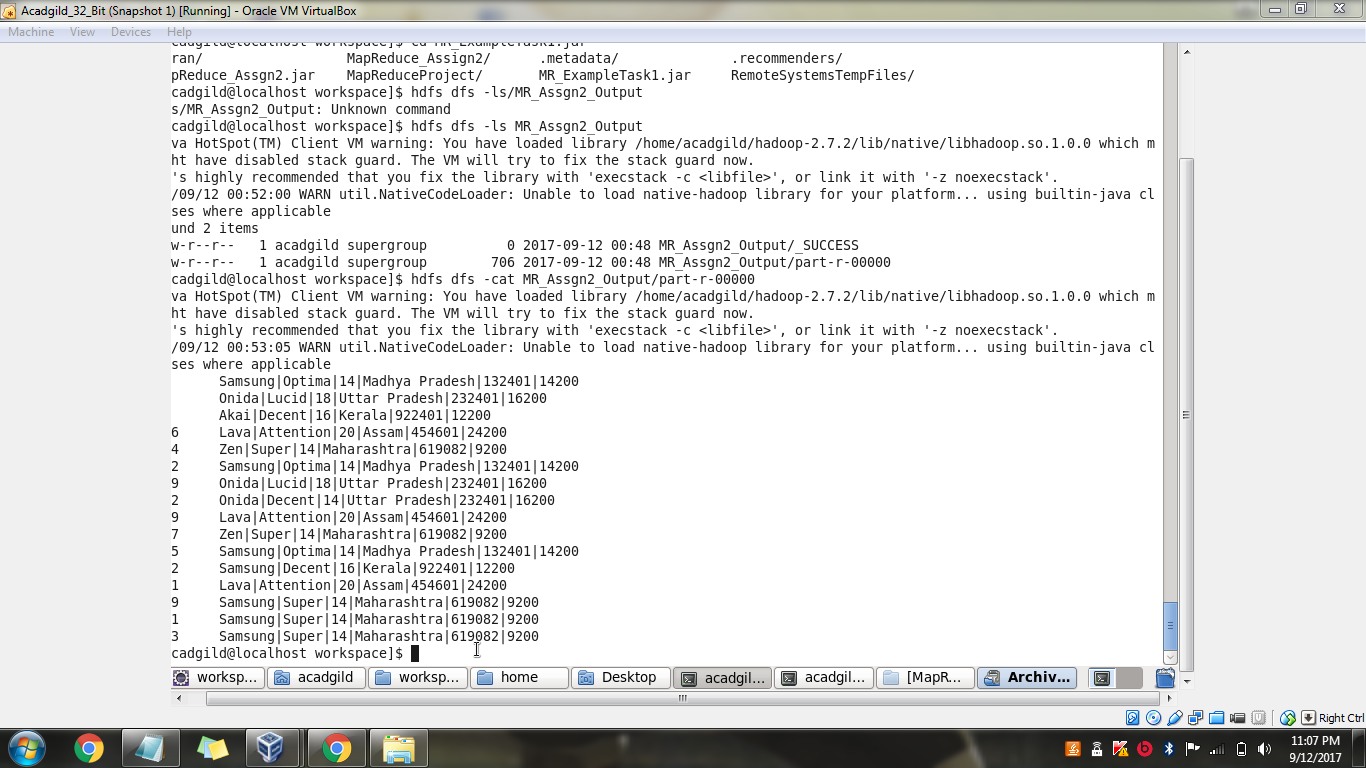 Acadgild_32_Bit (Snapshot 1) [Running] - Oracle VM VirtualBox
Machine View Devices Help
cadgild@localhost workspace]$ cd MR_ExampleTask1.jar
ran/ MapReduce_Assign2/ .metadata/ .recommenders/
pReduce_Assgn2.jar MapReduceProject/ MR_ExampleTask1.jar RemoteSystemsTempFiles/
cadgild@localhost workspace]$ hdfs dfs -ls/MR_Assgn2_Output
s/MR_Assgn2_Output: Unknown command
cadgild@localhost workspace]$ hdfs dfs -ls MR_Assgn2_Output
va HotSpot(TM) Client VM warning: You have loaded library /home/acadgild/hadoop-2.7.2/lib/native/libhadoop.so.1.0.0 which m
ht have disabled stack guard. The VM will try to fix the stack guard now.
's highly recommended that you fix the library with 'execstack -c <libfile>', or link it with '-z noexecstack'.
/09/12 00:52:00 WARN util.NativeCodeLoader: Unable to load native-hadoop library for your platform... using builtin-java cl
ses where applicable
und 2 items
w-r--r-- 1 acadgild supergroup 0 2017-09-12 00:48 MR_Assgn2_Output/_SUCCESS
w-r--r-- 1 acadgild supergroup 706 2017-09-12 00:48 MR_Assgn2_Output/part-r-00000
cadgild@localhost workspace]$ hdfs dfs -cat MR_Assgn2_Output/part-r-00000
va HotSpot(TM) Client VM warning: You have loaded library /home/acadgild/hadoop-2.7.2/lib/native/libhadoop.so.1.0.0 which m
ht have disabled stack guard. The VM will try to fix the stack guard now.
's highly recommended that you fix the library with 'execstack -c <libfile>', or link it with '-z noexecstack'.
/09/12 00:53:05 WARN util.NativeCodeLoader: Unable to load native-hadoop library for your platform... using builtin-java cl
ses where applicable
Samsung|Optima|14|Madhya Pradesh|132401|14200
Onida|Lucid|18|Uttar Pradesh|232401|16200
Akai|Decent|16|Kerala|922401|12200
6 Lava|Attention|20|Assam|454601|24200
4 Zen|Super|14|Maharashtra|619082|9200
2 Samsung|Optima|14|Madhya Pradesh|132401|14200
9 Onida|Lucid|18|Uttar Pradesh|232401|16200
2 Onida|Decent|14|Uttar Pradesh|232401|16200
9 Lava|Attention|20|Assam|454601|24200
7 Zen|Super|14|Maharashtra|619082|9200
5 Samsung|Optima|14|Madhya Pradesh|132401|14200
2 Samsung|Decent|16|Kerala|922401|12200
1 Lava|Attention|20|Assam|454601|24200
9 Samsung|Super|14|Maharashtra|619082|9200
1 Samsung|Super|14|Maharashtra|619082|9200
3 Samsung|Super|14|Maharashtra|619082|9200
cadgild@localhost workspace]$
worksp... acadgild worksp... home Desktop acadgil... acadgil... [MapR... Archiv...
Right Ctrl
11:07 PM
9/12/2017